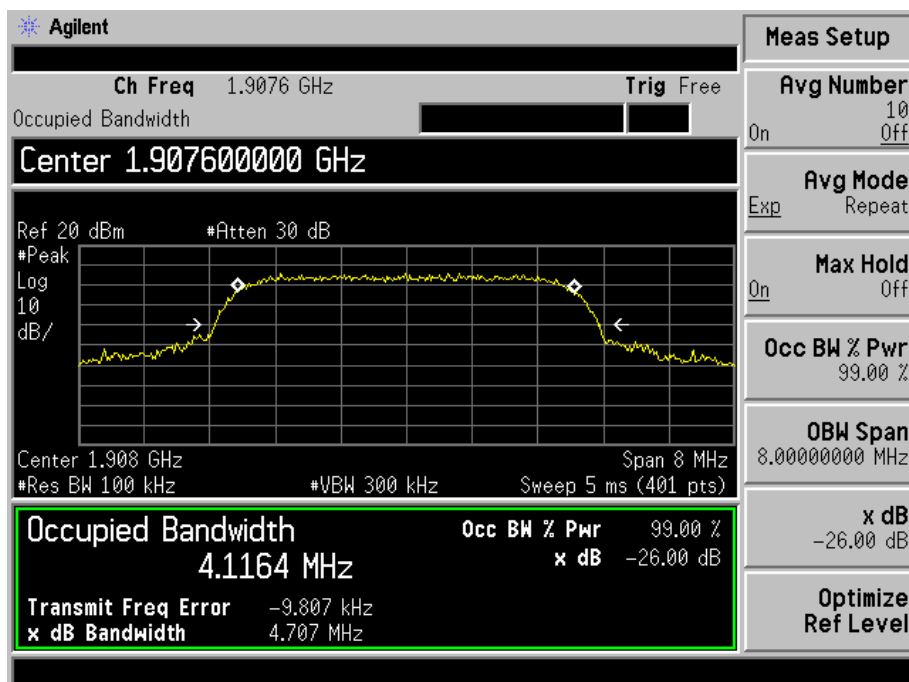 Agilent
Ch Freq 1.9076 GHz Trig Free
Occupied Bandwidth
Center 1.907600000 GHz
Ref 20 dBm #Atten 30 dB
#Peak
Log
10
dB/
Center 1.908 GHz Span 8 MHz
#Res BW 100 kHz #VBW 300 kHz Sweep 5 ms (401 pts)
Occupied Bandwidth Occ BW % Pwr 99.00 %
4.1164 MHz x dB -26.00 dB
Transmit Freq Error -9.807 kHz
x dB Bandwidth 4.707 MHz
Meas Setup
Avg Number
10
On Off
Avg Mode
Exp Repeat
Max Hold
On Off
Occ BW % Pwr
99.00 %
OBW Span
8.00000000 MHz
x dB
-26.00 dB
Optimize
Ref Level